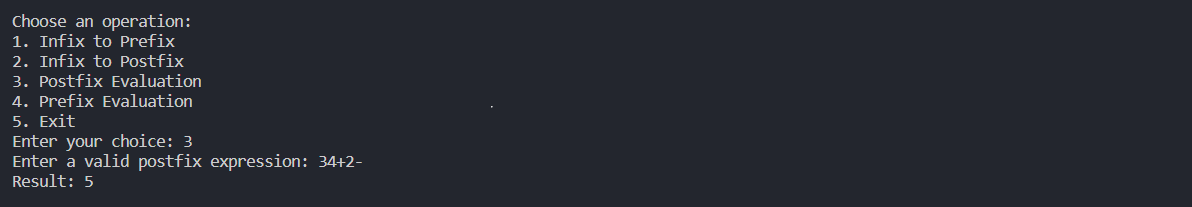 Choose an operation:
1. Infix to Prefix
2. Infix to Postfix
3. Postfix Evaluation
4. Prefix Evaluation
5. Exit
Enter your choice: 3
Enter a valid postfix expression: 34+2-
Result: 5